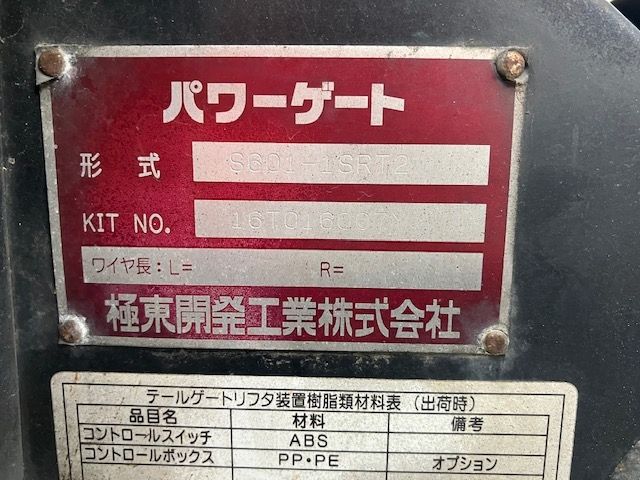 パワーゲート
形式 S601-1SRT2
KIT NO.
ワイヤ長：L= R=
極東開発工業株式会社
テールゲートリフタ装置樹脂類材料表（出荷時）
品目名 材料 備考
コントロールスイッチ ABS
コントロールボックス PP・PE オプション